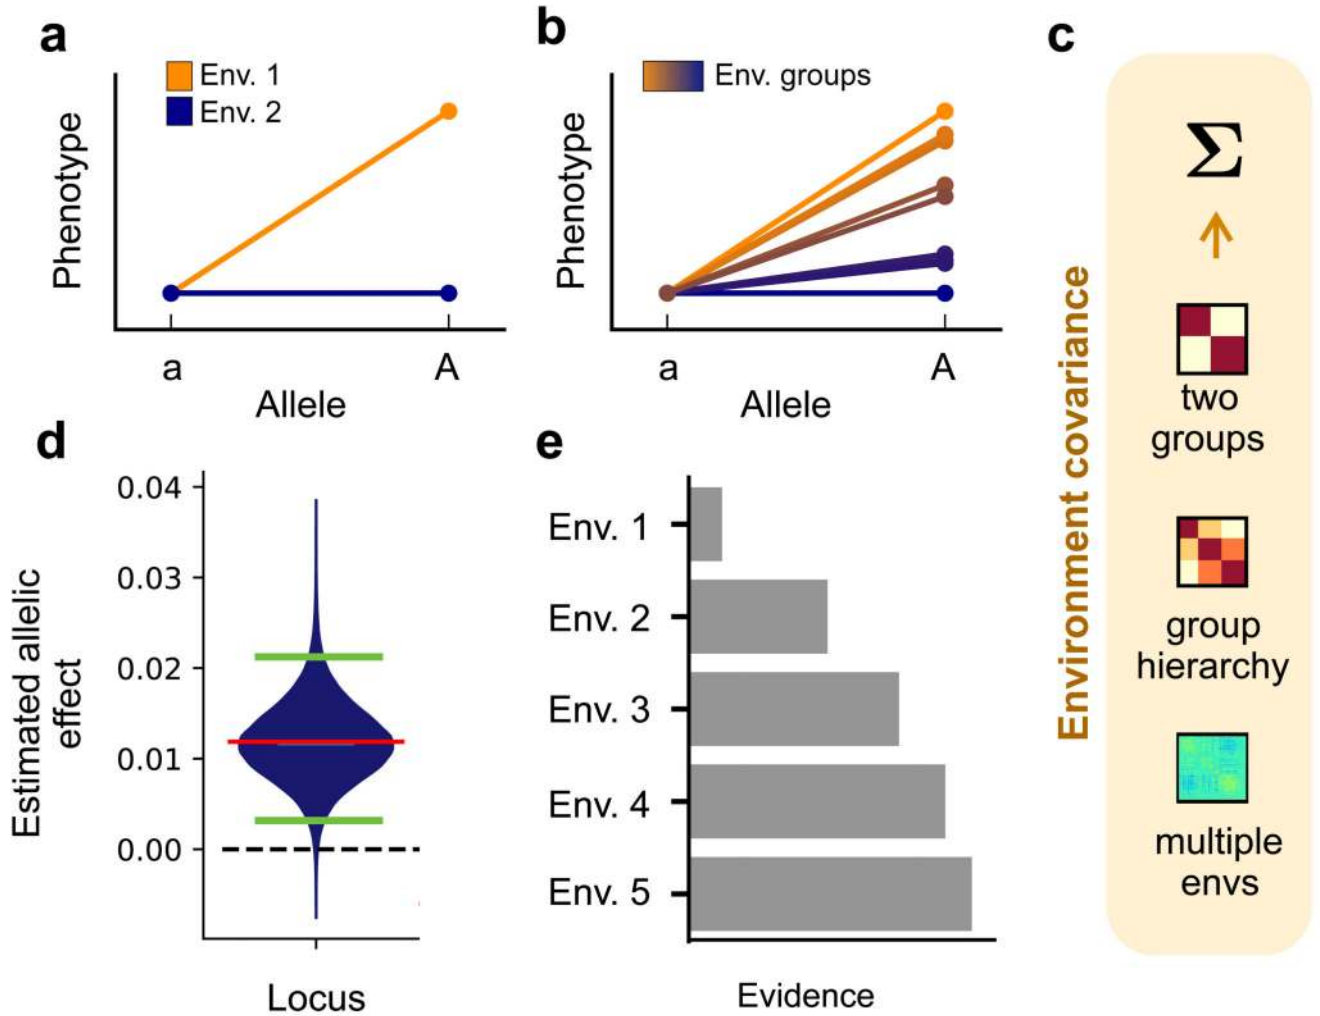 a
Env. 1
Env. 2
Phenotype
a
A
Allele
b
Env. groups
Phenotype
a
A
Allele
c
Environment covariance
Σ
two
groups
group
hierarchy
multiple
envs
d
0.04
0.03
0.02
0.01
0.00
Estimated allelic
effect
Locus
e
Env. 1
Env. 2
Env. 3
Env. 4
Env. 5
Evidence